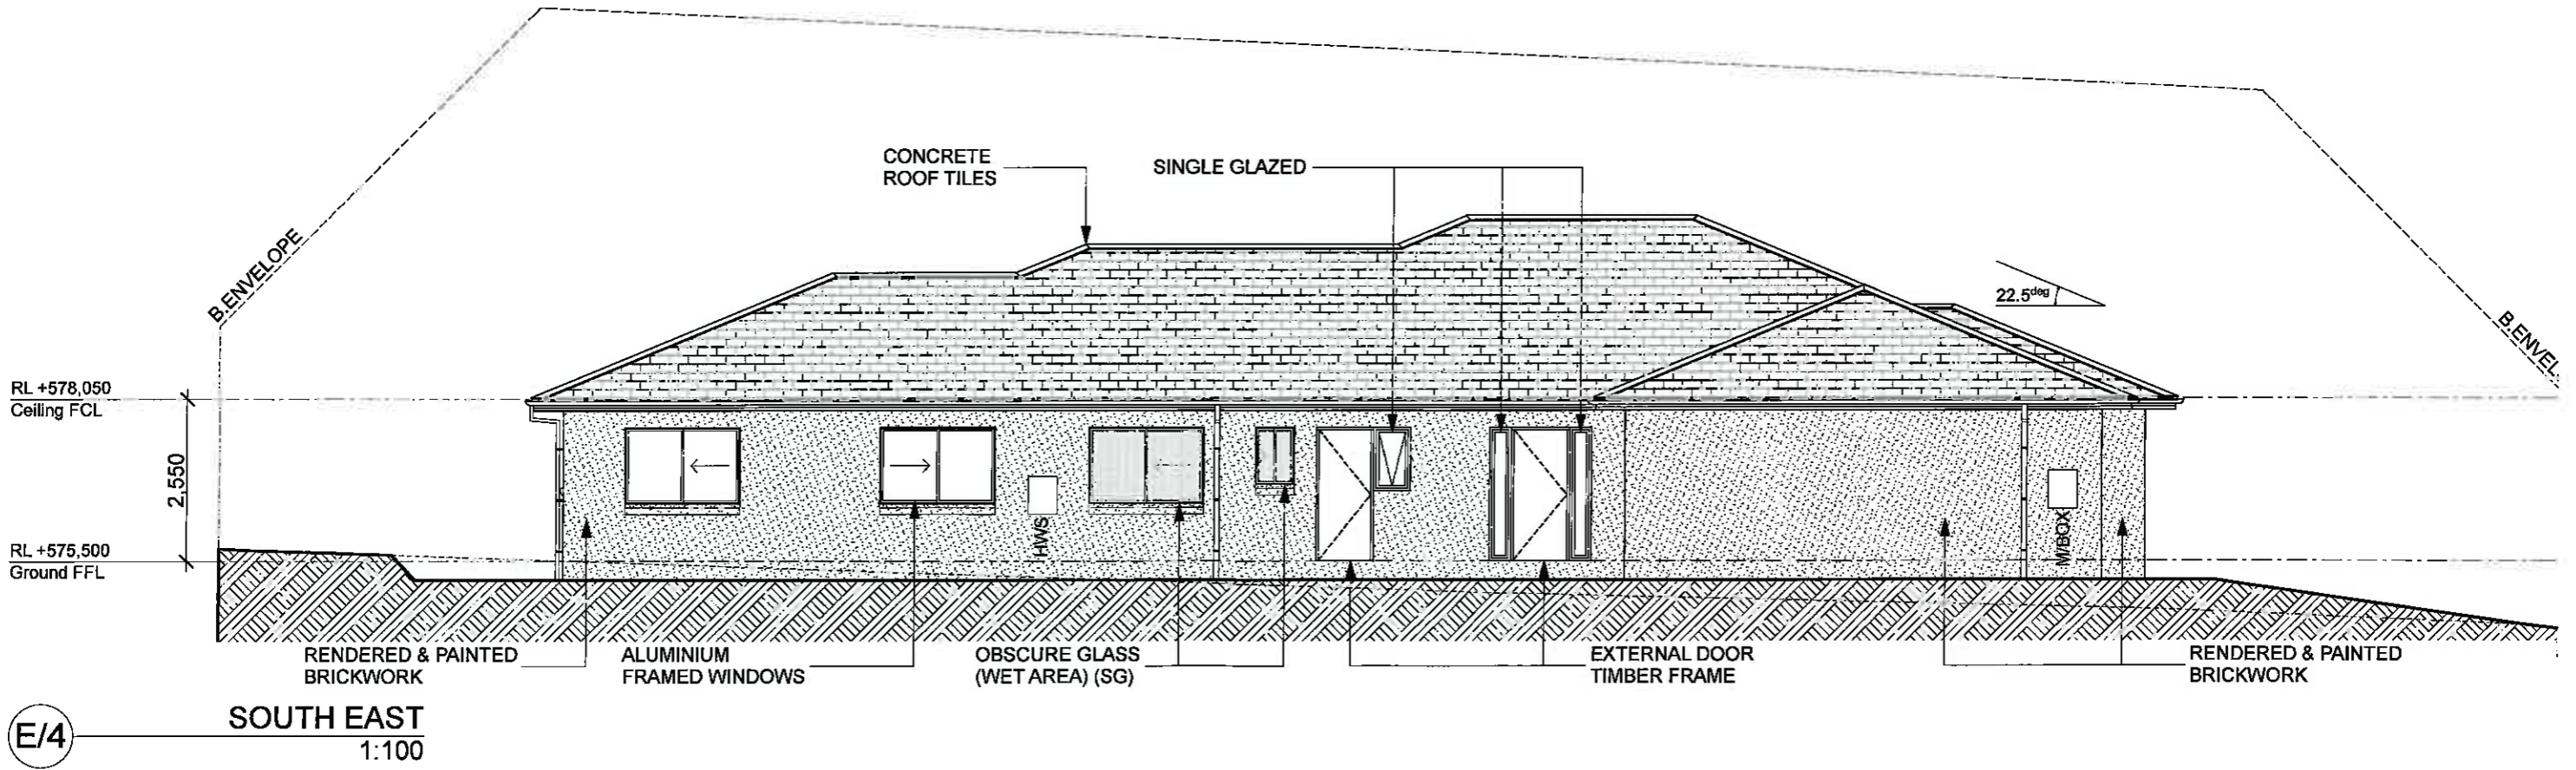 CONCRETE
ROOF TILES
SINGLE GLAZED
B.ENVELOPE
22.5deg
B.ENVEL
RL +578,050
Ceiling FCL
2,550
RL +575,500
Ground FFL
HWS
M/BOX
RENDERED & PAINTED
BRICKWORK
ALUMINIUM
FRAMED WINDOWS
OBSCURE GLASS
(WET AREA) (SG)
EXTERNAL DOOR
TIMBER FRAME
RENDERED & PAINTED
BRICKWORK
E/4
SOUTH EAST
1:100